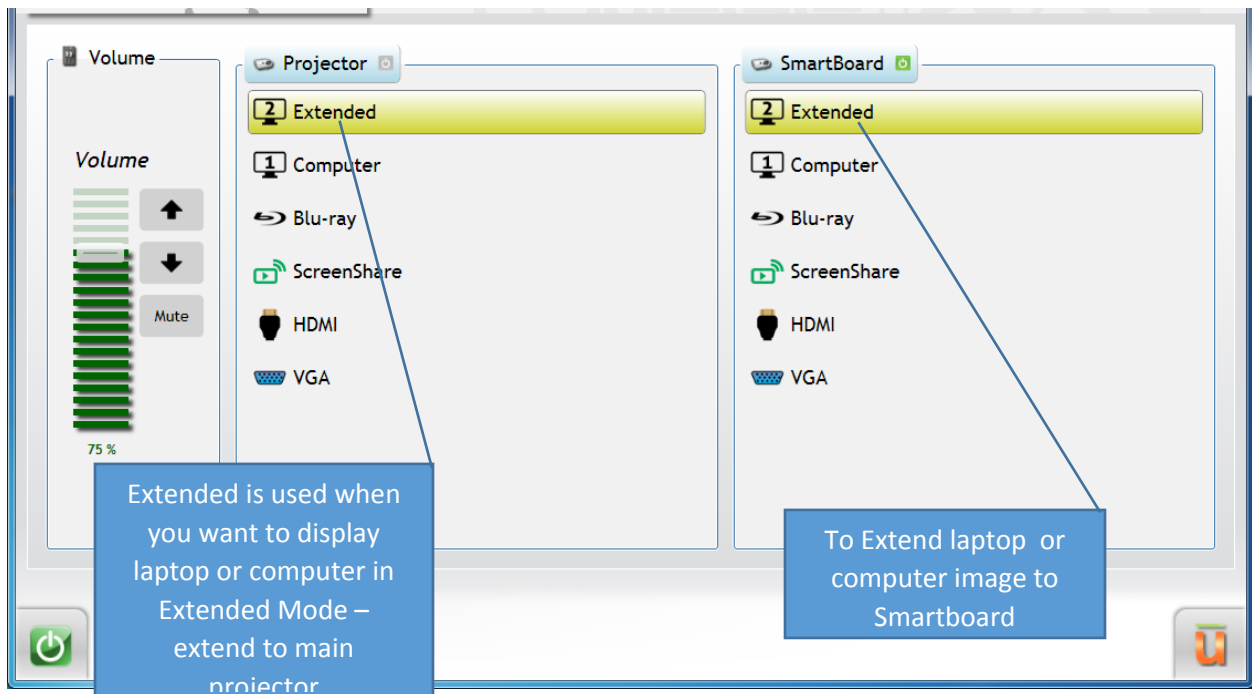 Volume
Volume
Mute
75 %
Projector
2 Extended
1 Computer
Blu-ray
ScreenShare
HDMI
VGA
SmartBoard
2 Extended
1 Computer
Blu-ray
ScreenShare
HDMI
VGA
Extended is used when
you want to display
laptop or computer in
Extended Mode –
extend to main
projector
To Extend laptop or
computer image to
Smartboard
ū